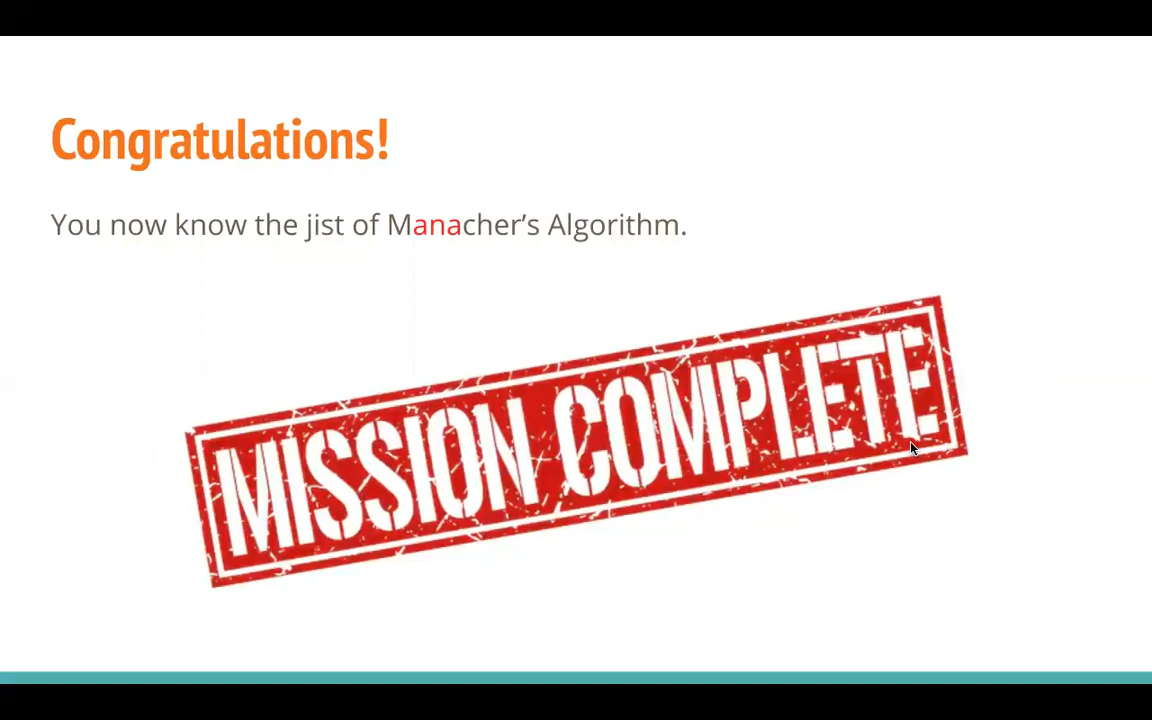 Congratulations!
You now know the jist of Manacher’s Algorithm.
MISSION COMPLETE